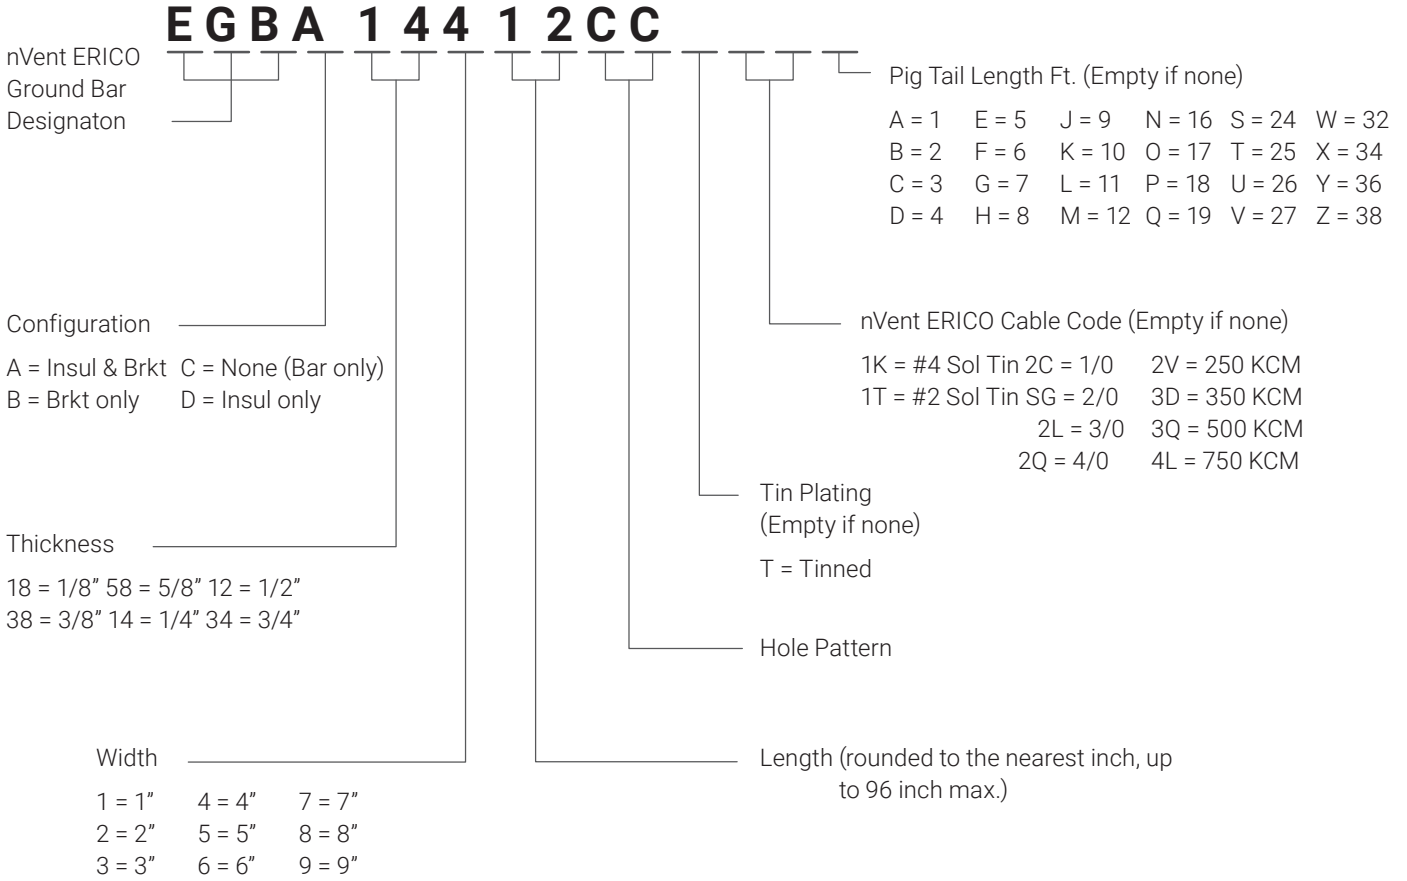 EGBA 144 12CC
nVent ERICO
Ground Bar
Designaton
Pig Tail Length Ft. (Empty if none)
A = 1 E = 5 J = 9 N = 16 S = 24 W = 32
B = 2 F = 6 K = 10 O = 17 T = 25 X = 34
C = 3 G = 7 L = 11 P = 18 U = 26 Y = 36
D = 4 H = 8 M = 12 Q = 19 V = 27 Z = 38
Configuration
A = Insul & Brkt C = None (Bar only)
B = Brkt only D = Insul only
nVent ERICO Cable Code (Empty if none)
1K = #4 Sol Tin 2C = 1/0 2V = 250 KCM
1T = #2 Sol Tin SG = 2/0 3D = 350 KCM
2L = 3/0 3Q = 500 KCM
2Q = 4/0 4L = 750 KCM
Tin Plating
(Empty if none)
T = Tinned
Thickness
18 = 1/8” 58 = 5/8” 12 = 1/2”
38 = 3/8” 14 = 1/4” 34 = 3/4”
Hole Pattern
Width
1 = 1” 4 = 4” 7 = 7”
2 = 2” 5 = 5” 8 = 8”
3 = 3” 6 = 6” 9 = 9”
Length (rounded to the nearest inch, up
to 96 inch max.)